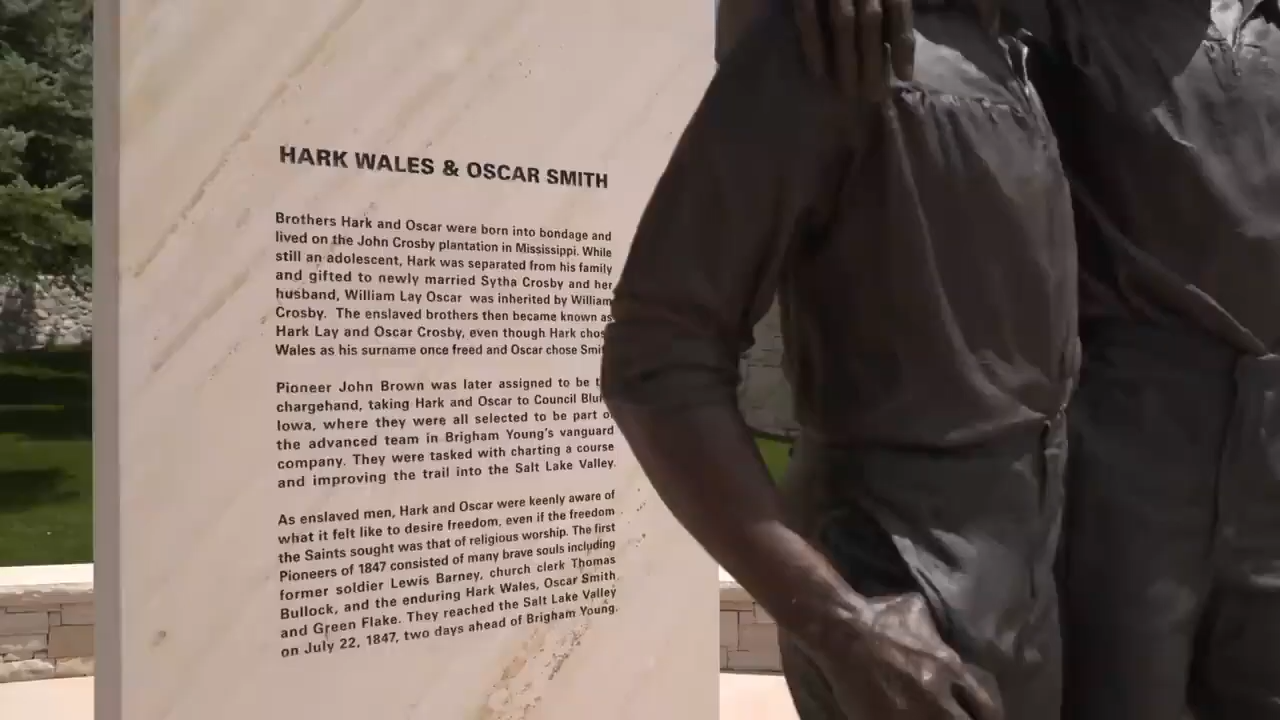 HARK WALES & OSCAR SMITH
Brothers Hark and Oscar were born into bondage and
lived on the John Crosby plantation in Mississippi. While
still an adolescent, Hark was separated from his family
and gifted to newly married Sytha Crosby and her
husband, William Lay Oscar was inherited by William
Crosby. The enslaved brothers then became known as
Hark Lay and Oscar Crosby, even though Hark chos
Wales as his surname once freed and Oscar chose Smi
Pioneer John Brown was later assigned to be t
chargehand, taking Hark and Oscar to Council Blu
Iowa, where they were all selected to be part of
the advanced team in Brigham Young's vanguard
company. They were tasked with charting a course
and improving the trail into the Salt Lake Valley.
As enslaved men, Hark and Oscar were keenly aware of
what it felt like to desire freedom, even if the freedom
the Saints sought was that of religious worship. The first
Pioneers of 1847 consisted of many brave souls including
former soldier Lewis Barney, church clerk Thomas
Bullock, and the enduring Hark Wales, Oscar Smith
and Green Flake. They reached the Salt Lake Valley
on July 22, 1847, two days ahead of Brigham Young.